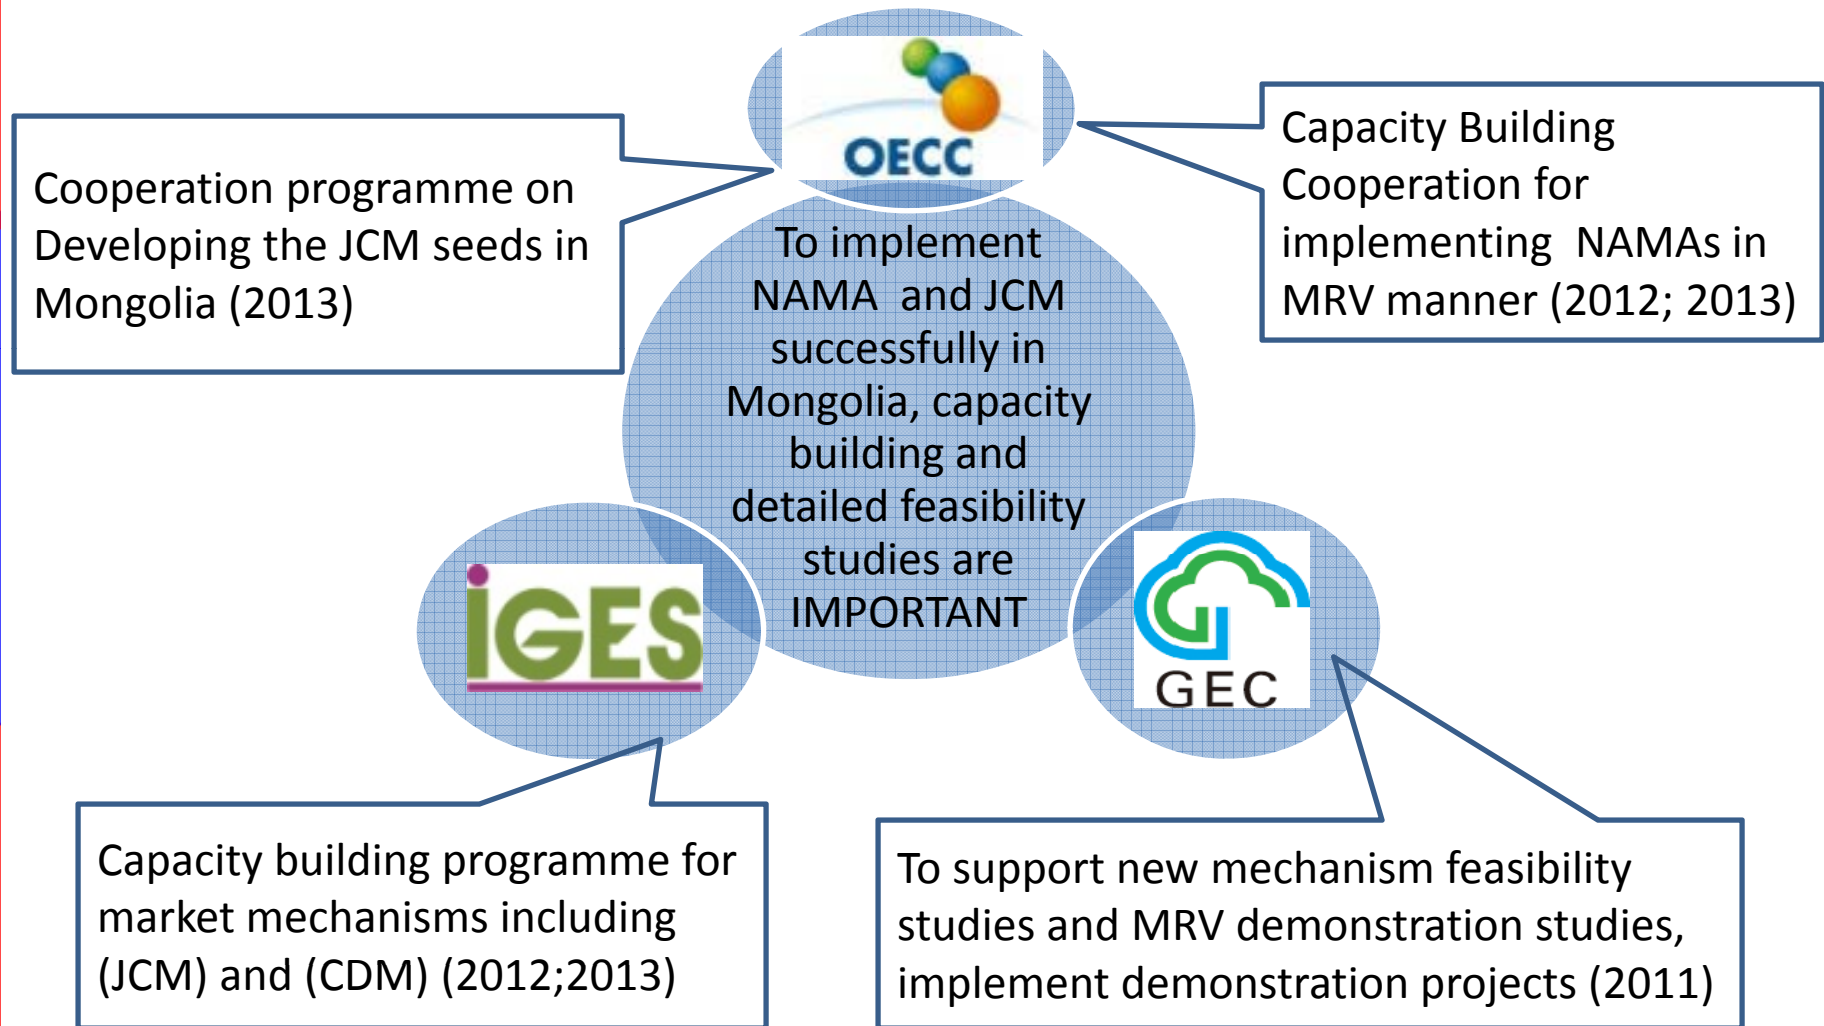 OECC
Cooperation programme on
Developing the JCM seeds in
Mongolia (2013)
Capacity Building
Cooperation for
implementing  NAMAs in
MRV manner (2012; 2013)
To implement
NAMA  and JCM
successfully in
Mongolia, capacity
building and
detailed feasibility
studies are
IMPORTANT
iGES
GEC
Capacity building programme for
market mechanisms including
(JCM) and (CDM) (2012;2013)
To support new mechanism feasibility
studies and MRV demonstration studies,
implement demonstration projects (2011)